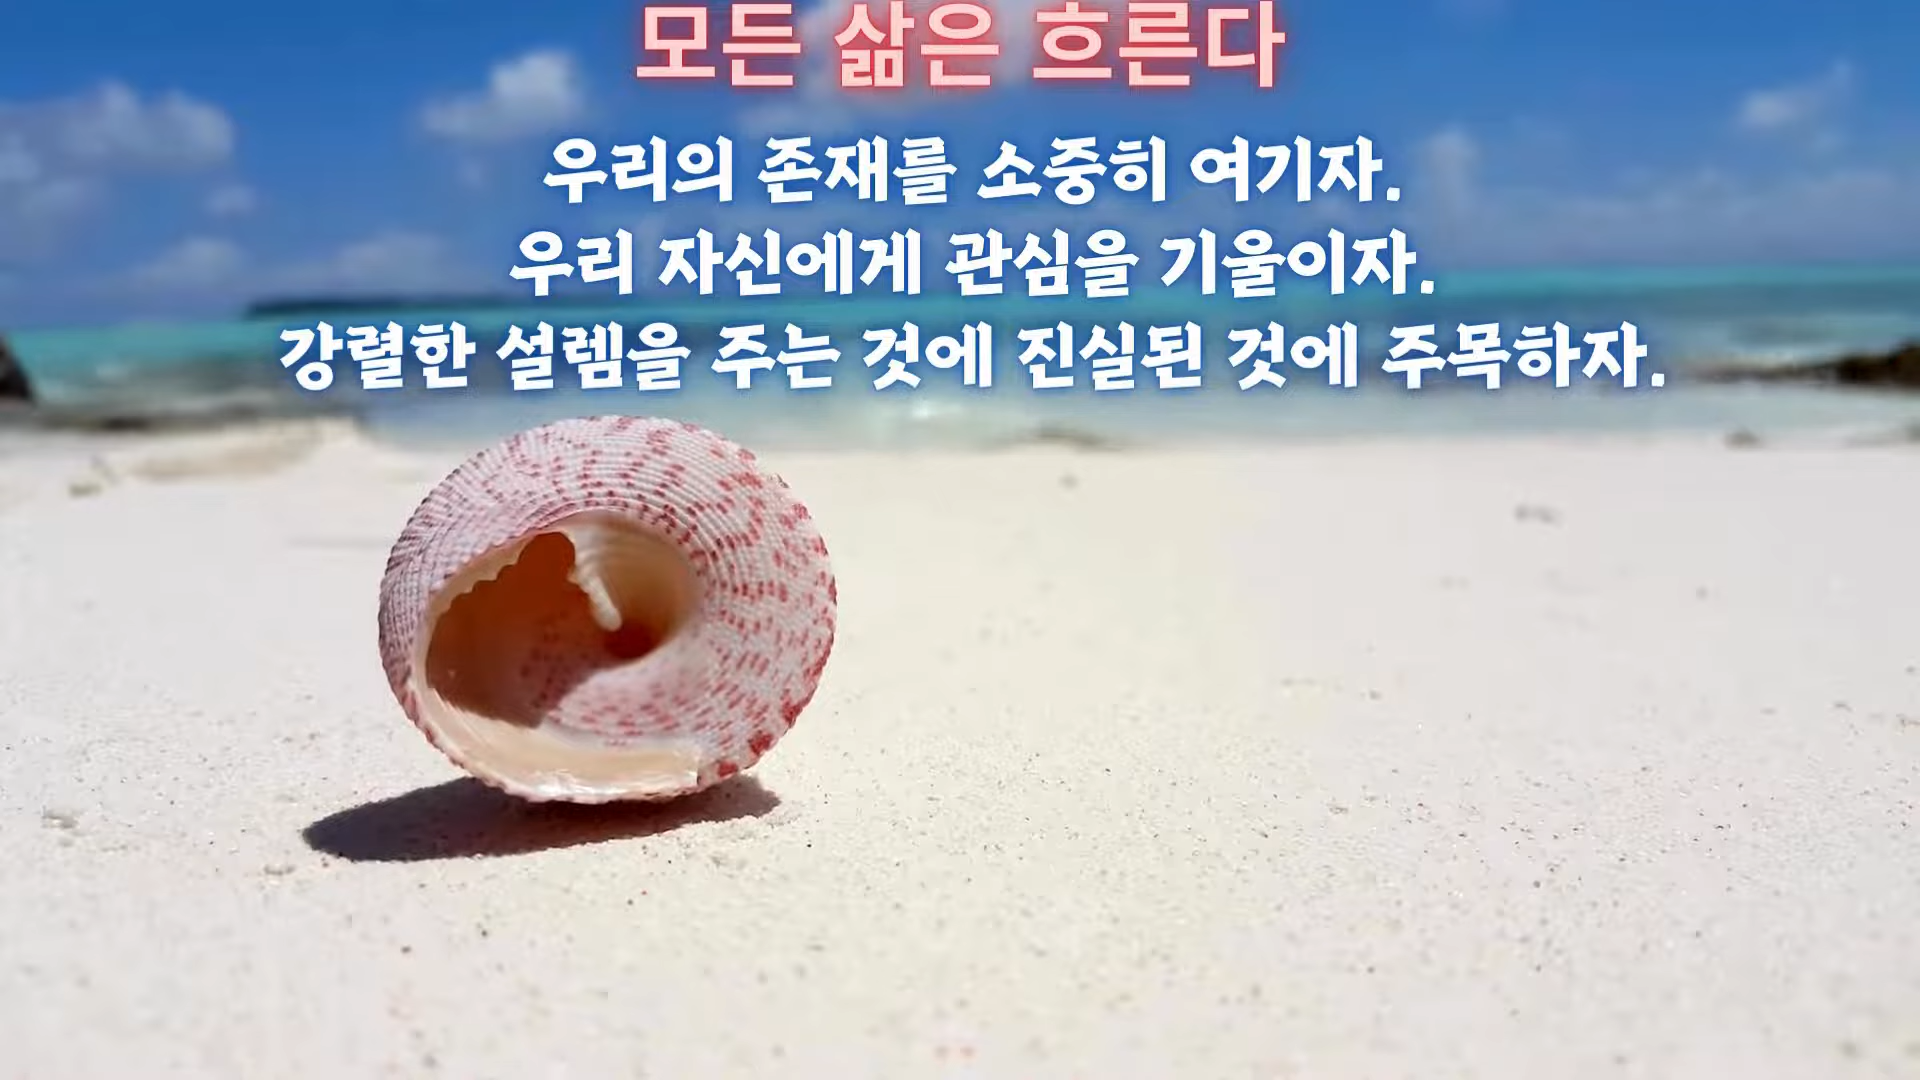 모든 삶은 흐른다
우리의 존재를 소중히 여기자.
우리 자신에게 관심을 기울이자.
강렬한 설렘을 주는 것에 진실된 것에 주목하자.